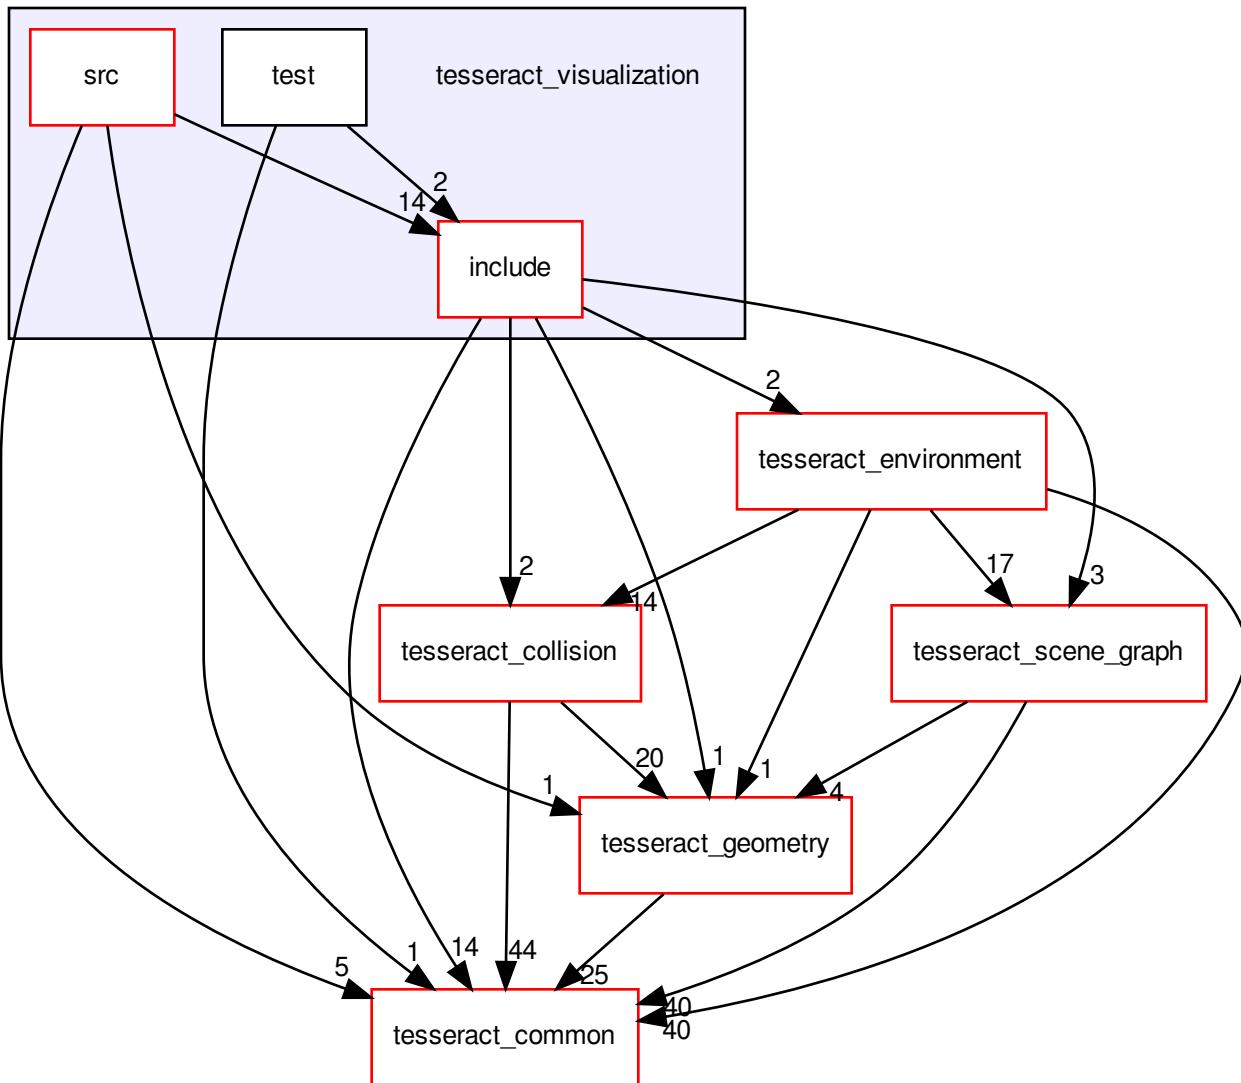 src
test
tesseract_visualization
2
14
include
2
tesseract_environment
2
14
17
3
tesseract_collision
tesseract_scene_graph
1
20
1
1
4
tesseract_geometry
5
1
14
44
25
40
40
tesseract_common